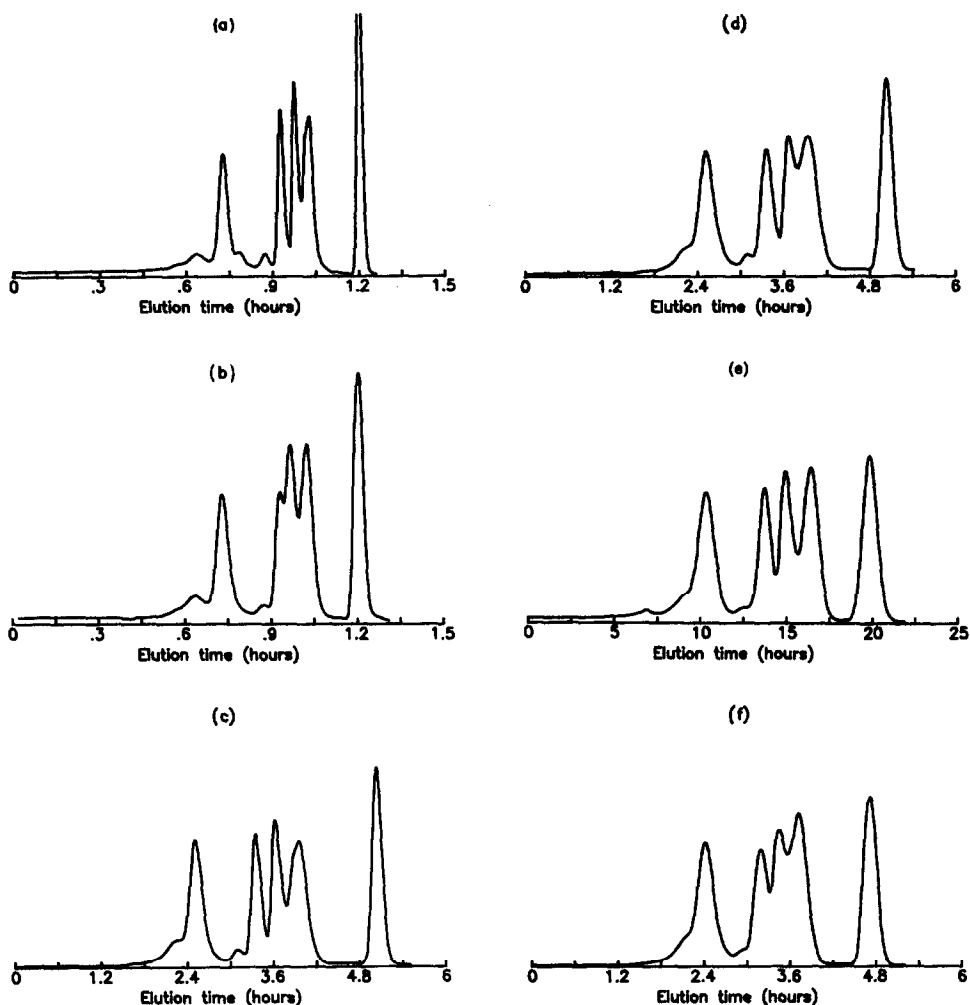 (a)
0 .3 .6 .9 1.2 1.5
Elution time (hours)
(b)
0 .3 .6 .9 1.2 1.5
Elution time (hours)
(c)
0 1.2 2.4 3.6 4.8 6
Elution time (hours)
(d)
0 1.2 2.4 3.6 4.8 6
Elution time (hours)
(e)
0 5 10 15 20 25
Elution time (hours)
(f)
0 1.2 2.4 3.6 4.8 6
Elution time (hours)